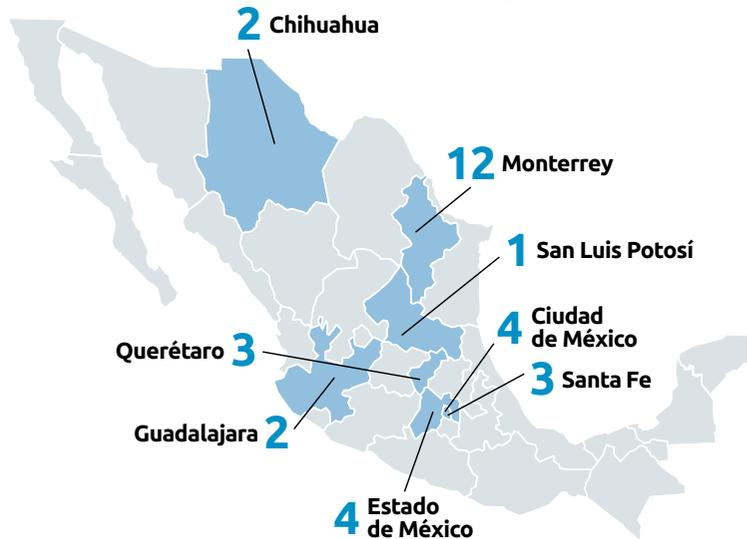 2 Chihuahua
12 Monterrey
1 San Luis Potosí
4 Ciudad
de México
Querétaro 3
3 Santa Fe
Guadalajara 2
4 Estado
de México